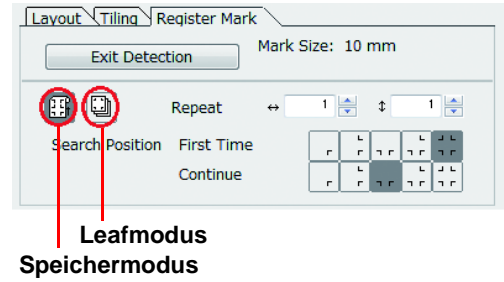 Layout Tiling Register Mark
Exit Detection Mark Size: 10 mm
Repeat ↔ 1 ↕ 1
Search Position First Time
Continue
Leafmodus
Speichermodus